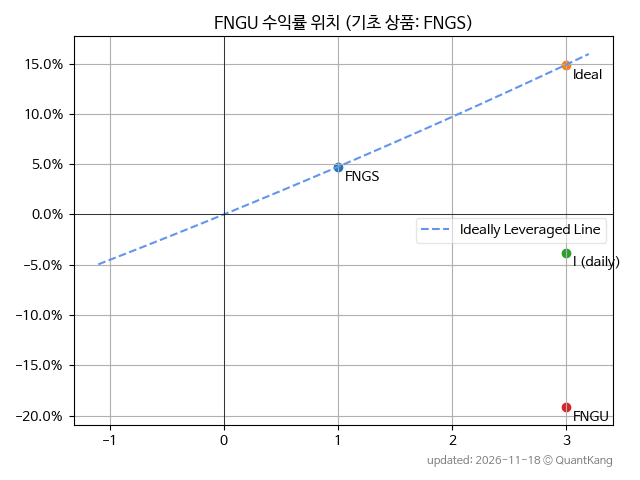 FNGU 수익률 위치 (기초 상품: FNGS)
15.0%
10.0%
5.0%
0.0%
−5.0%
−10.0%
−15.0%
−20.0%
Ideal
FNGS
Ideally Leveraged Line
I (daily)
FNGU
−1
0
1
2
3
updated: 2026-11-18 © QuantKang